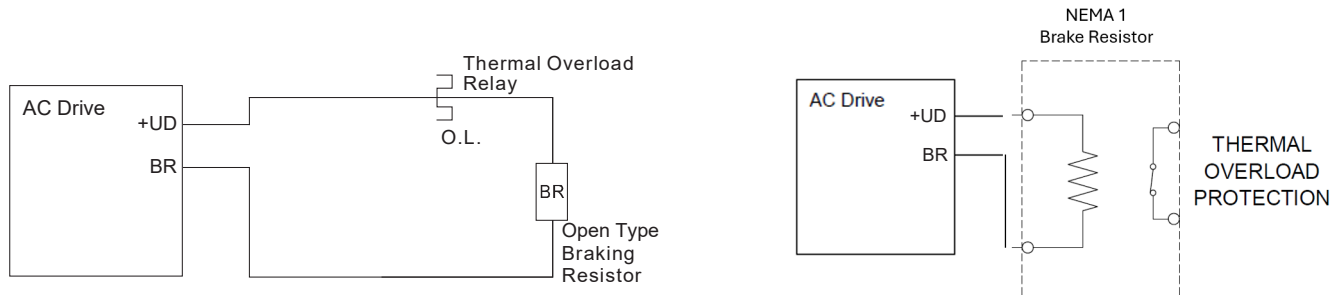 AC Drive
+UD
BR
Thermal Overload
Relay
O.L.
BR
Open Type
Braking
Resistor
NEMA 1
Brake Resistor
AC Drive
+UD
BR
THERMAL
OVERLOAD
PROTECTION